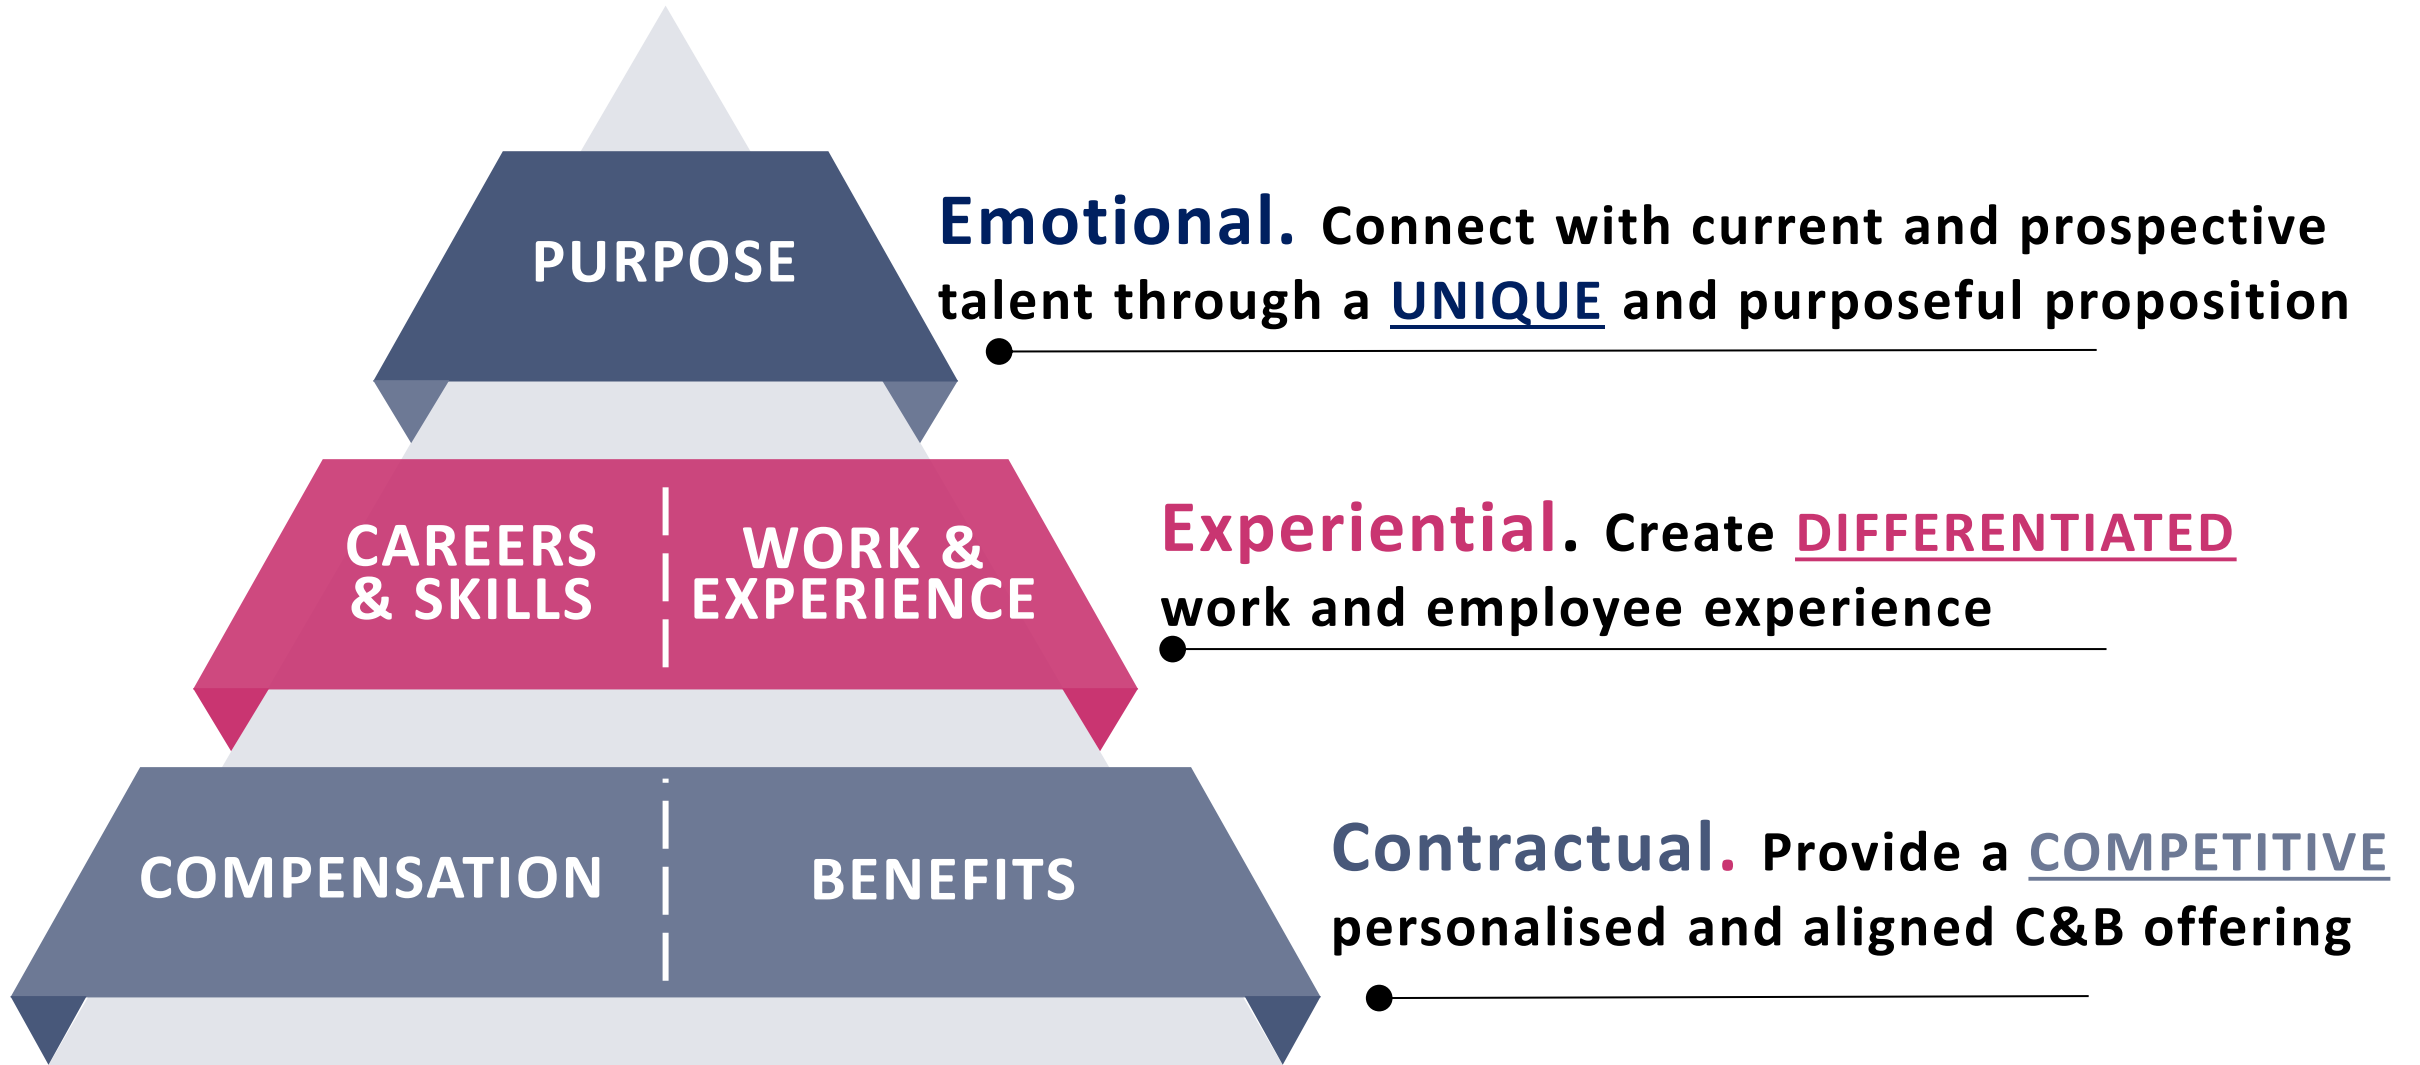 PURPOSE
Emotional. Connect with current and prospective
talent through a UNIQUE and purposeful proposition
CAREERS
& SKILLS
WORK &
EXPERIENCE
Experiential. Create DIFFERENTIATED
work and employee experience
COMPENSATION
BENEFITS
Contractual. Provide a COMPETITIVE
personalised and aligned C&B offering